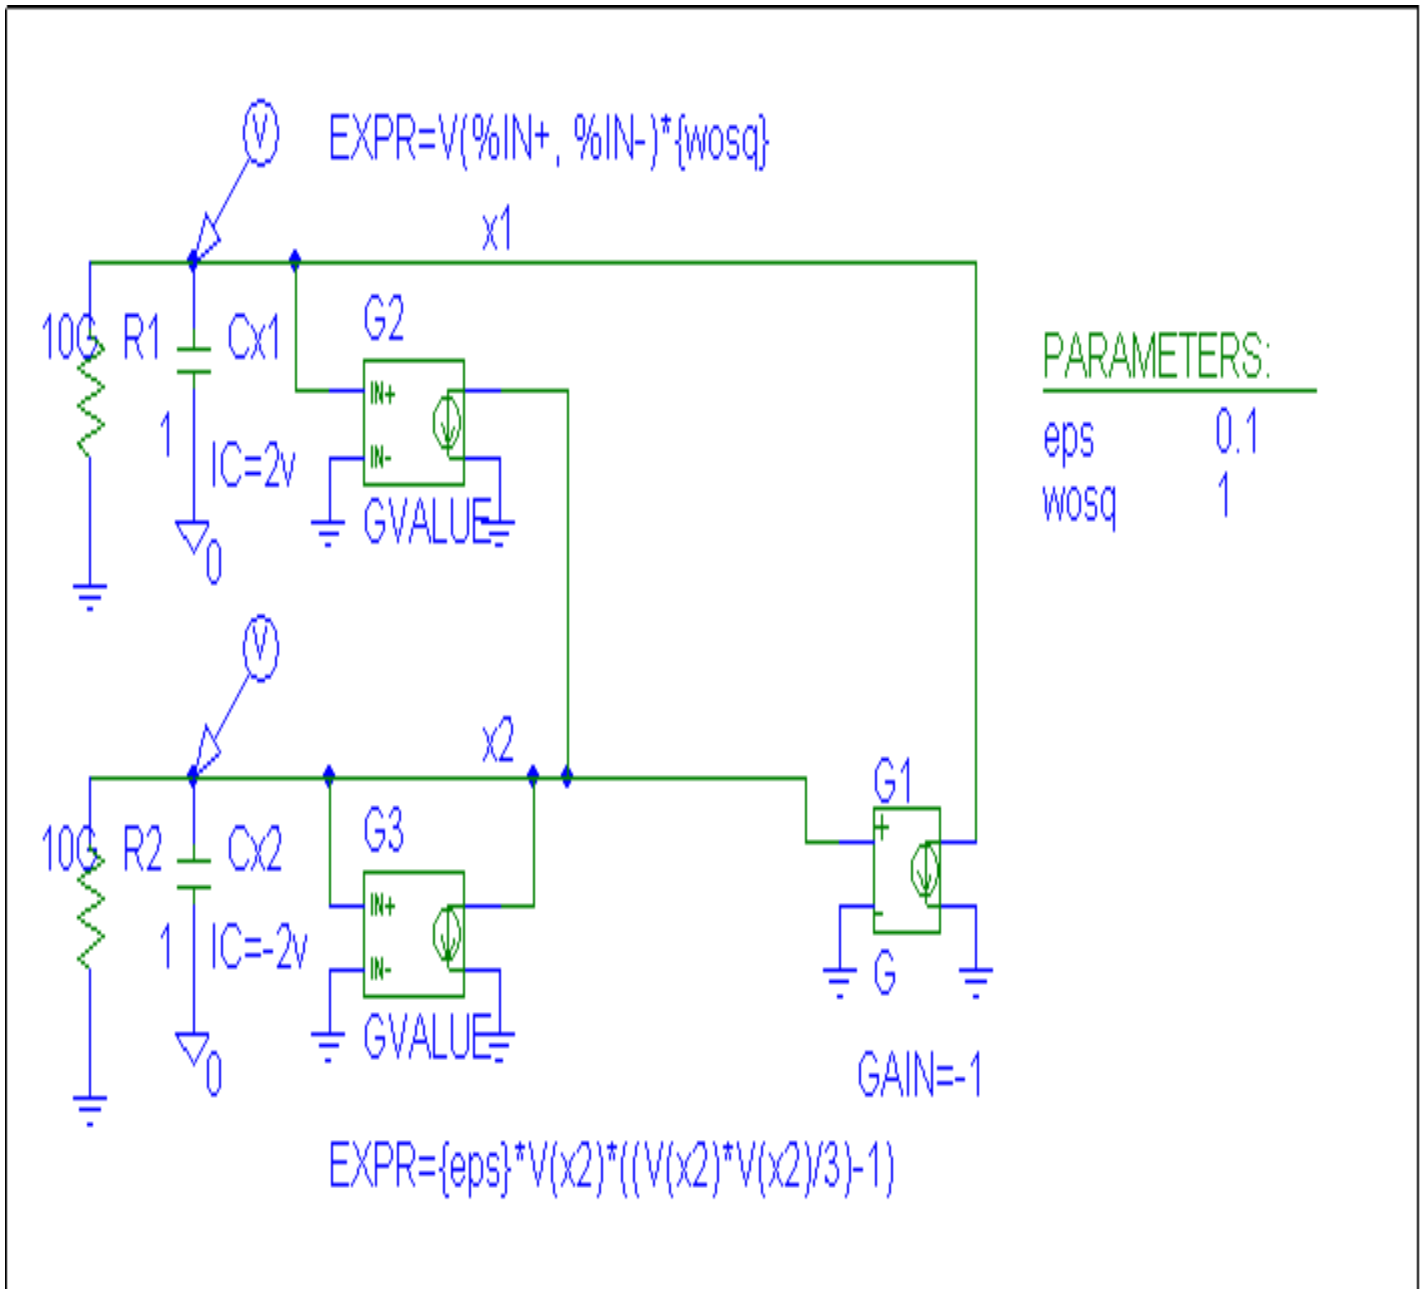 V
EXPR=V(%IN+, %IN-)*{wosq}
x1
G2
10G R1 Cx1
PARAMETERS:
IN+
eps 0.1
1
IC=2v
IN-
wosq 1
GVALUE
0
V
x2
G1
G3
10G R2 Cx2
+
IN+
-
1
IC=-2v
IN-
G
GVALUE
0
GAIN=-1
EXPR={eps}*V(x2)*((V(x2)*V(x2)/3)-1)